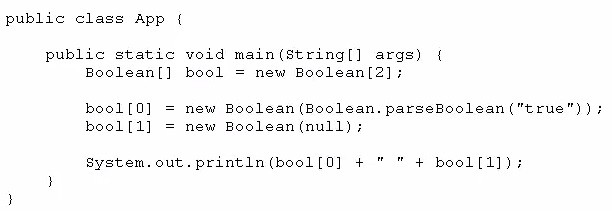 public class App {
    public static void main(String[] args) {
        Boolean[] bool = new Boolean[2];
        bool[0] = new Boolean(Boolean.parseBoolean("true"));
        bool[1] = new Boolean(null);
        System.out.println(bool[0] + " " + bool[1]);
    }
}